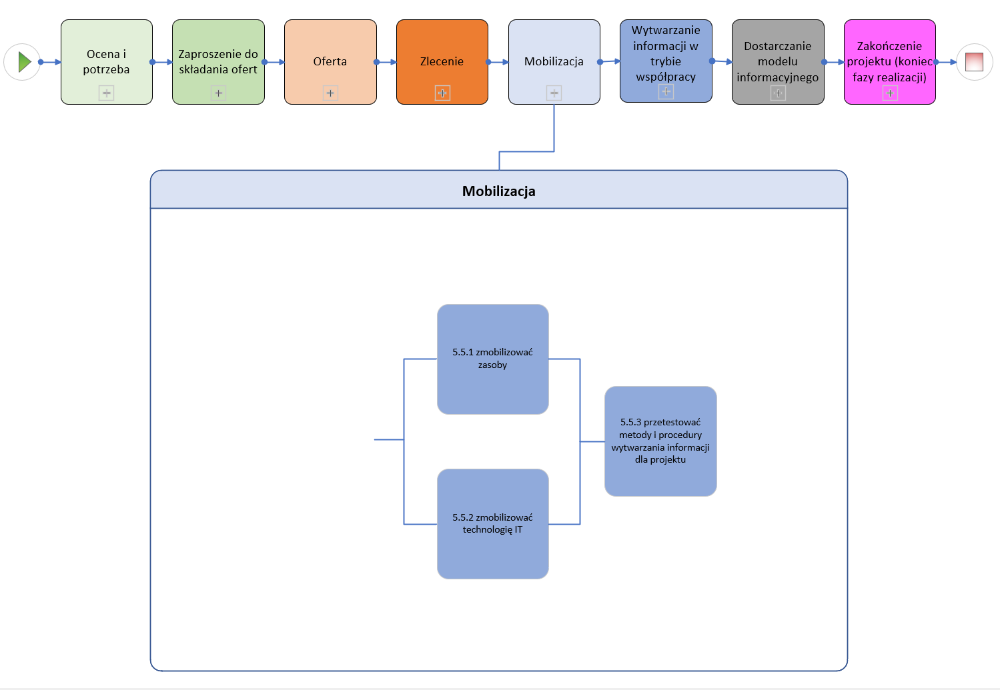 Ocena i
potrzeba
Zaproszenie do
składania ofert
Oferta
Zlecenie
Mobilizacja
Wytwarzanie
informacji w
trybie
współpracy
Dostarczanie
modelu
informacyjnego
Zakończenie
projektu (koniec
fazy realizacji)
Mobilizacja
5.5.1 zmobilizować
zasoby
5.5.2 zmobilizować
technologię IT
5.5.3 przetestować
metody i procedury
wytwarzania informacji
dla projektu